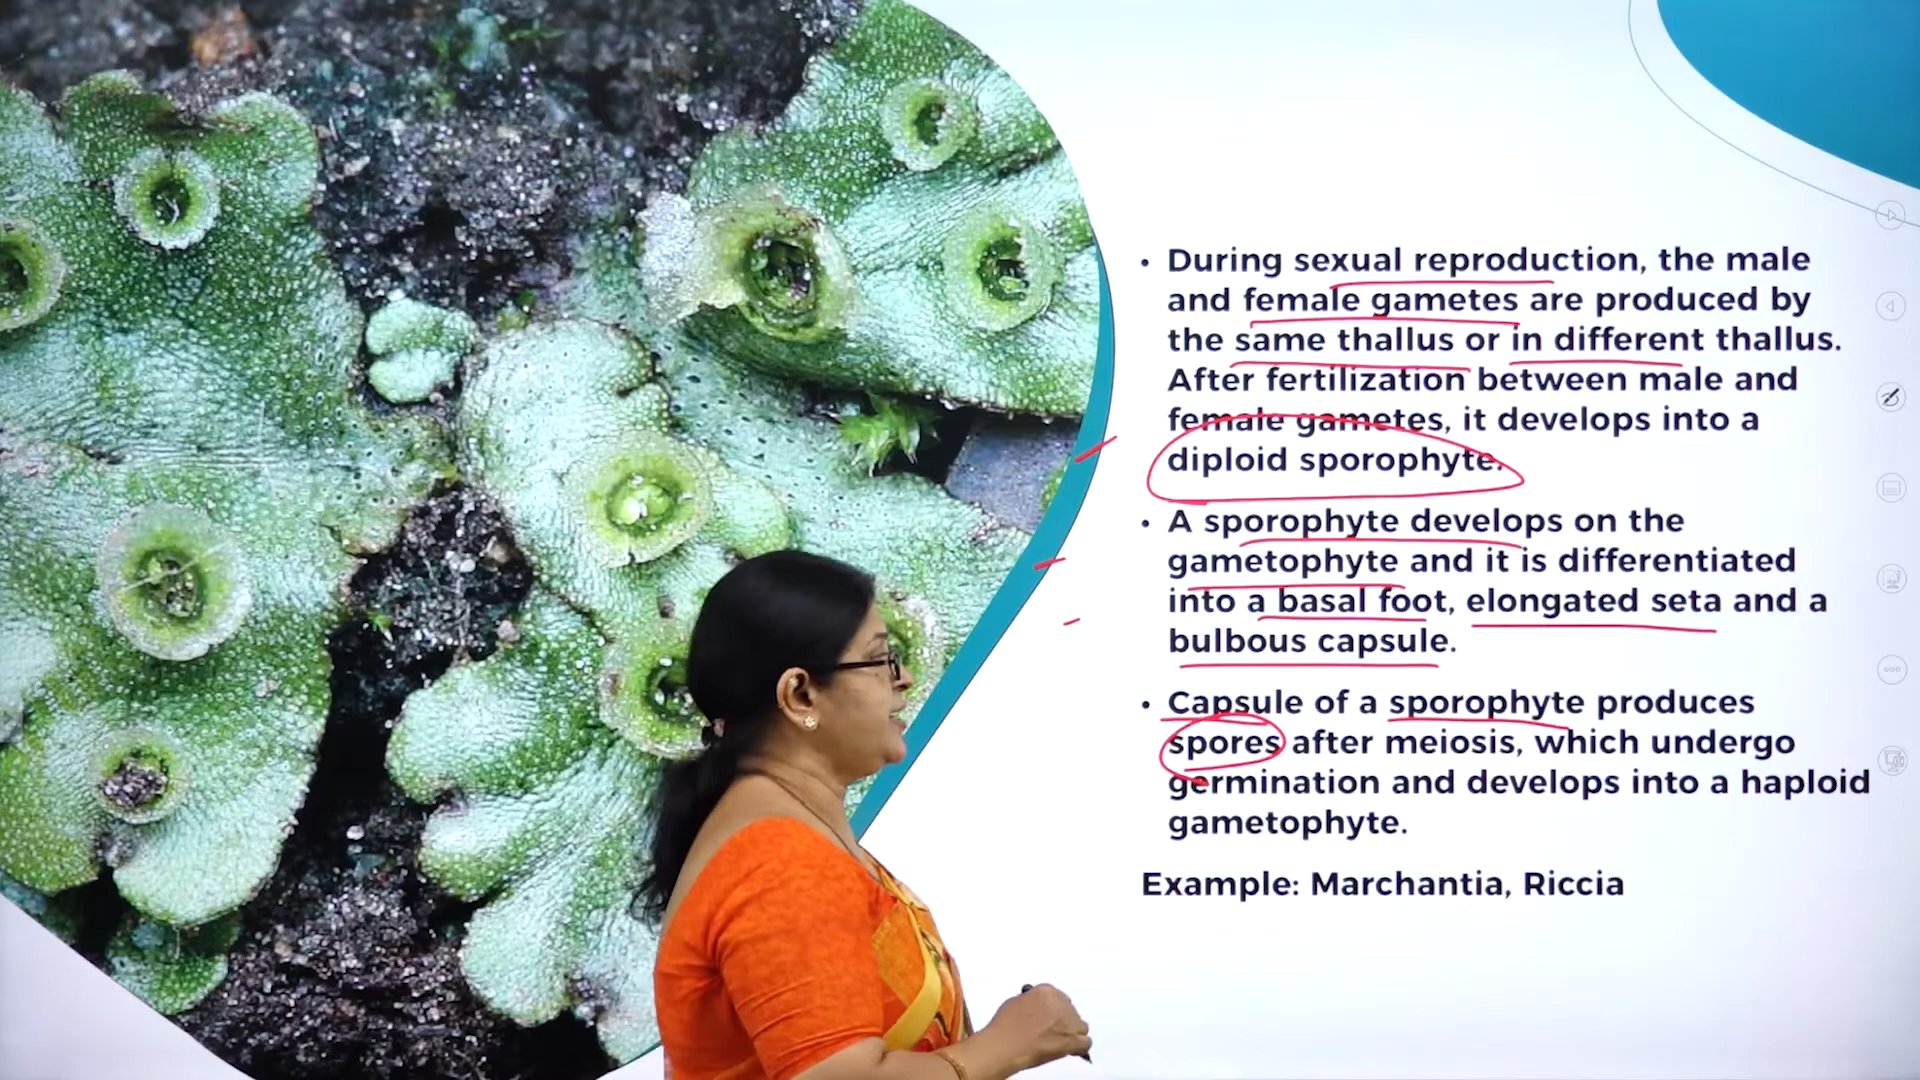 • During sexual reproduction, the male
and female gametes are produced by
the same thallus or in different thallus.
After fertilization between male and
female gametes, it develops into a
diploid sporophyte.
• A sporophyte develops on the
gametophyte and it is differentiated
into a basal foot, elongated seta and a
bulbous capsule.
• Capsule of a sporophyte produces
spores after meiosis, which undergo
germination and develops into a haploid
gametophyte.
Example: Marchantia, Riccia